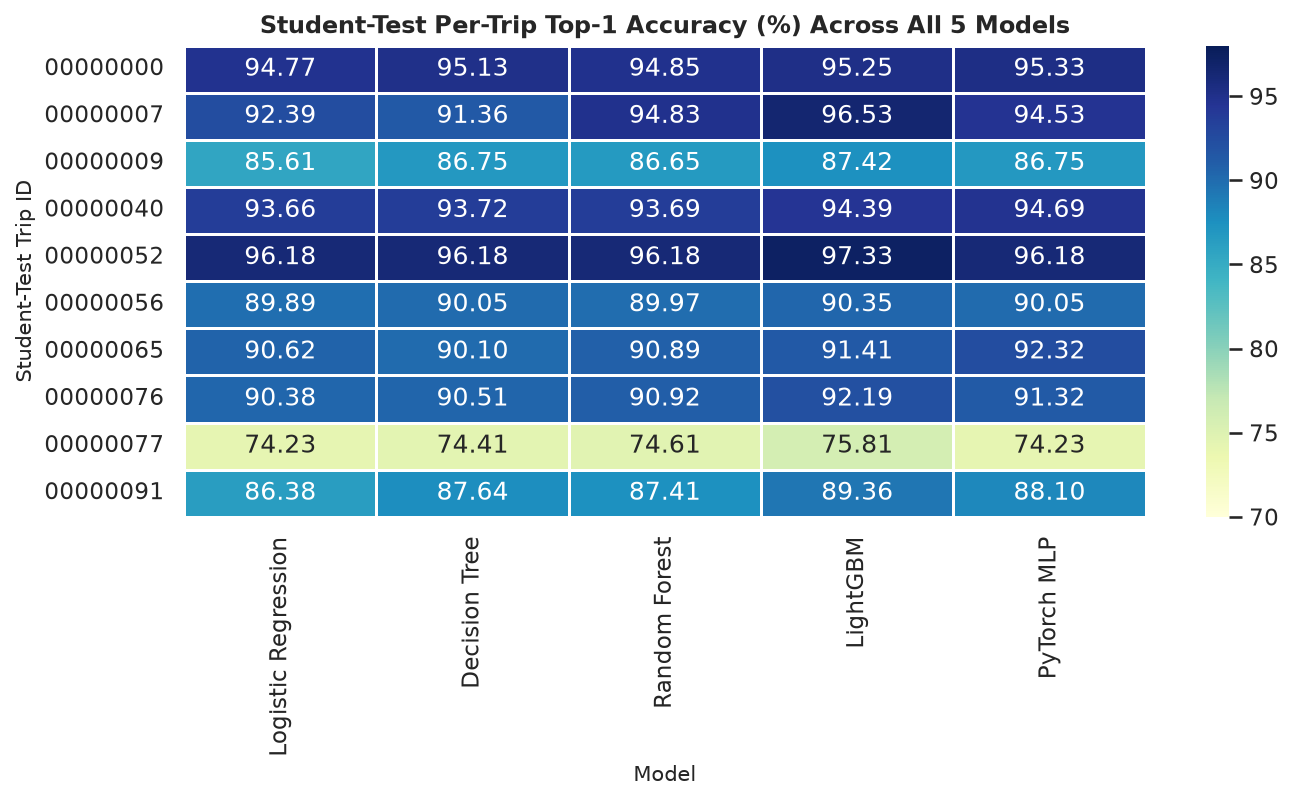 Student-Test Per-Trip Top-1 Accuracy (%) Across All 5 Models
Student-Test Trip ID
00000000 94.77 95.13 94.85 95.25 95.33
00000007 92.39 91.36 94.83 96.53 94.53
00000009 85.61 86.75 86.65 87.42 86.75
00000040 93.66 93.72 93.69 94.39 94.69
00000052 96.18 96.18 96.18 97.33 96.18
00000056 89.89 90.05 89.97 90.35 90.05
00000065 90.62 90.10 90.89 91.41 92.32
00000076 90.38 90.51 90.92 92.19 91.32
00000077 74.23 74.41 74.61 75.81 74.23
00000091 86.38 87.64 87.41 89.36 88.10
Logistic Regression
Decision Tree
Random Forest
LightGBM
PyTorch MLP
Model
95
90
85
80
75
70